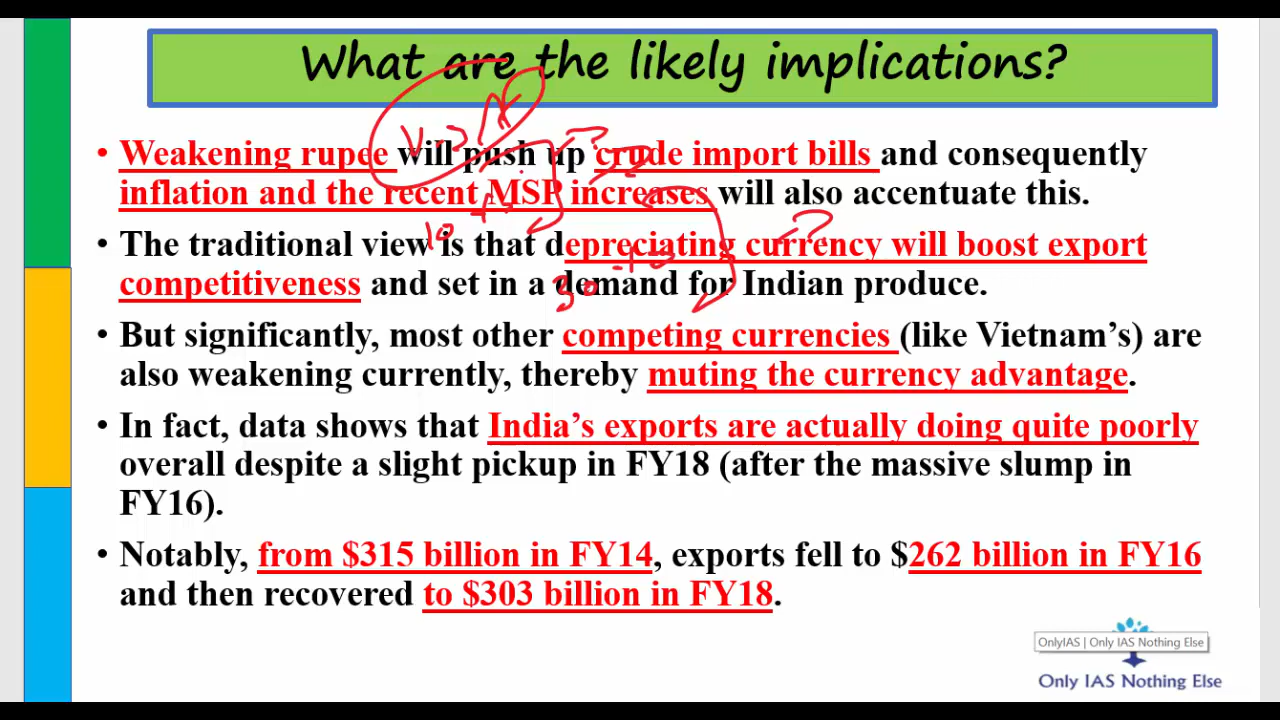 What are the likely implications?
• Weakening rupee will push up crude import bills and consequently
inflation and the recent MSP increases will also accentuate this.
• The traditional view is that depreciating currency will boost export
competitiveness and set in a demand for Indian produce.
• But significantly, most other competing currencies (like Vietnam's) are
also weakening currently, thereby muting the currency advantage.
• In fact, data shows that India's exports are actually doing quite poorly
overall despite a slight pickup in FY18 (after the massive slump in
FY16).
• Notably, from $315 billion in FY14, exports fell to $262 billion in FY16
and then recovered to $303 billion in FY18.
10
30
OnlyIAS | Only IAS Nothing Else
Only IAS Nothing Else